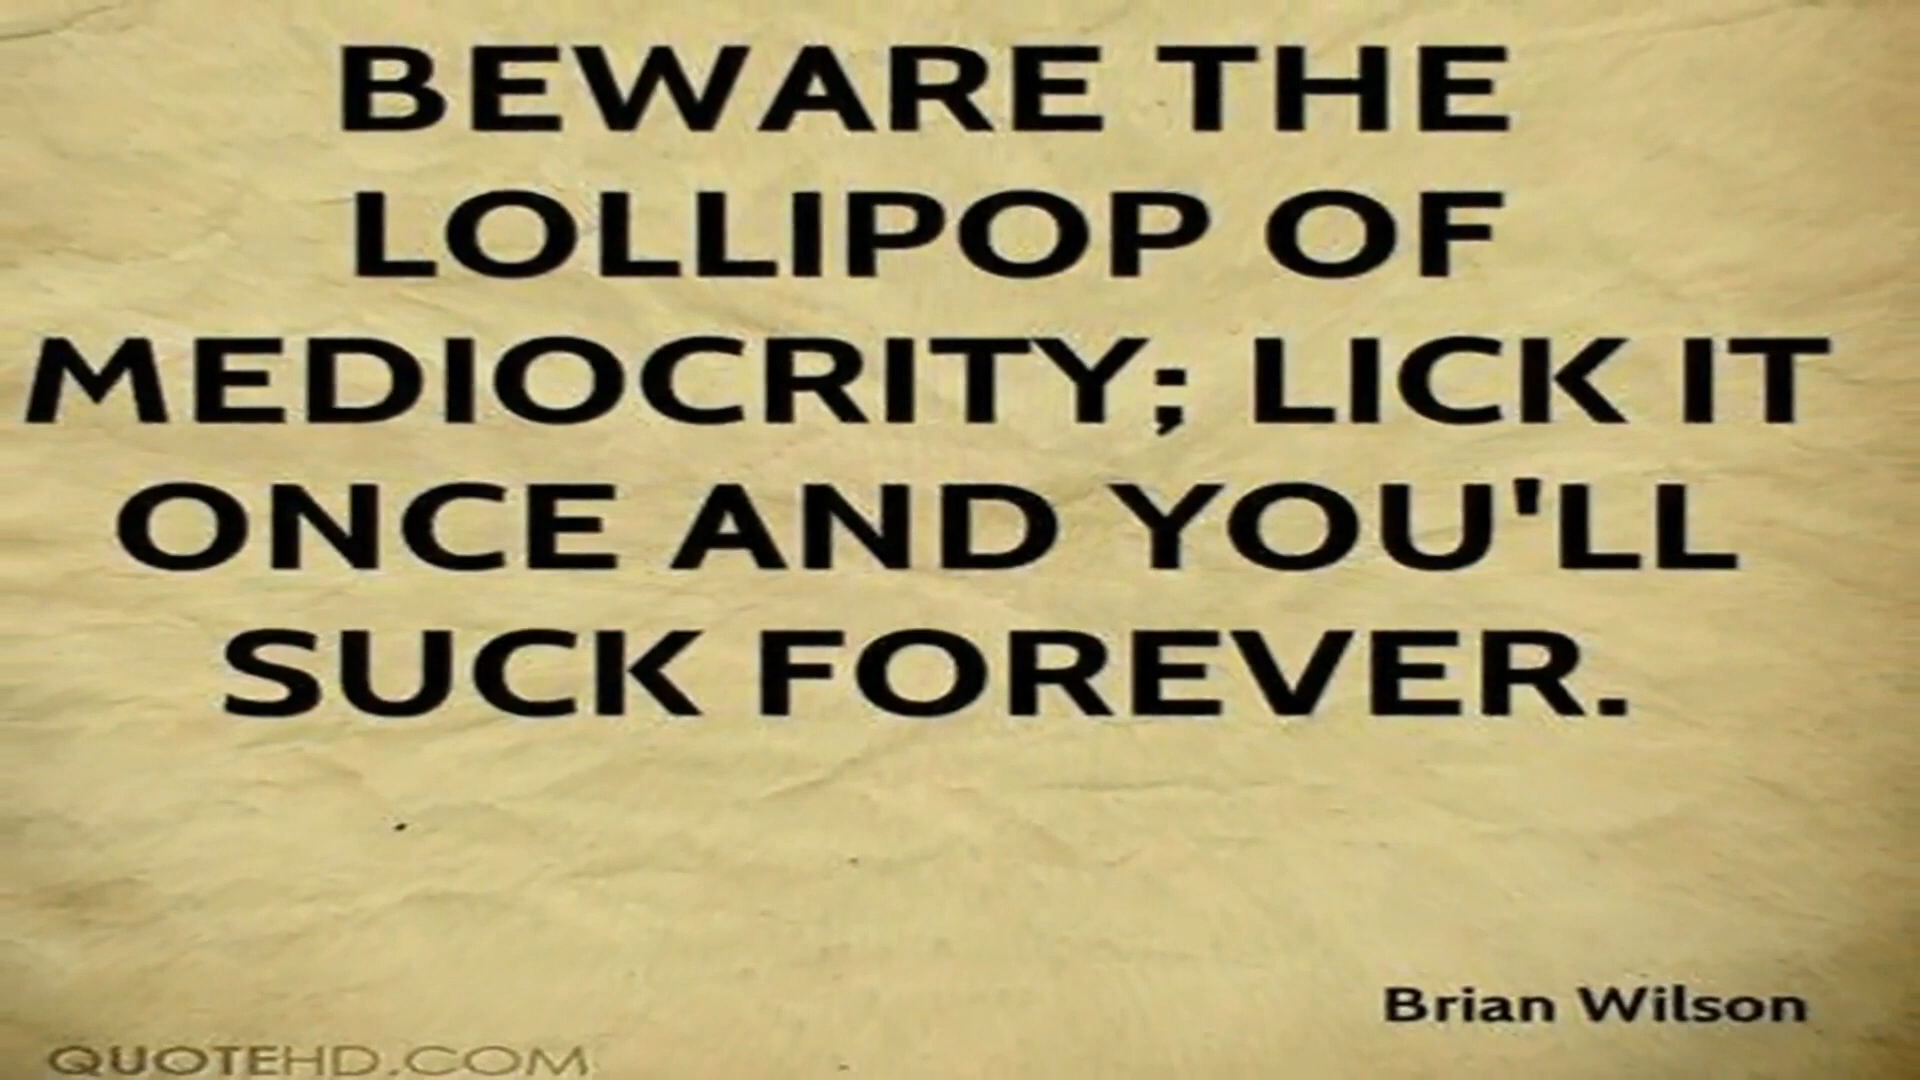 BEWARE THE
LOLLIPOP OF
MEDIOCRITY; LICK IT
ONCE AND YOU'LL
SUCK FOREVER.
Brian Wilson
QUOTEHD.COM